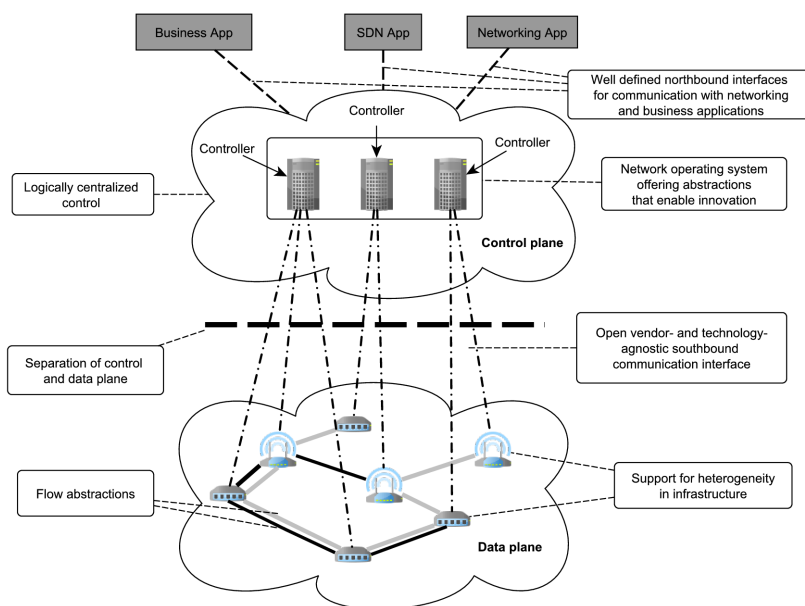 Business App
SDN App
Networking App
Well defined northbound interfaces
for communication with networking
and business applications
Controller
Controller
Controller
Logically centralized
control
Network operating system
offering abstractions
that enable innovation
Control plane
Separation of control
and data plane
Open vendor- and technology-
agnostic southbound
communication interface
Flow abstractions
Support for heterogeneity
in infrastructure
Data plane